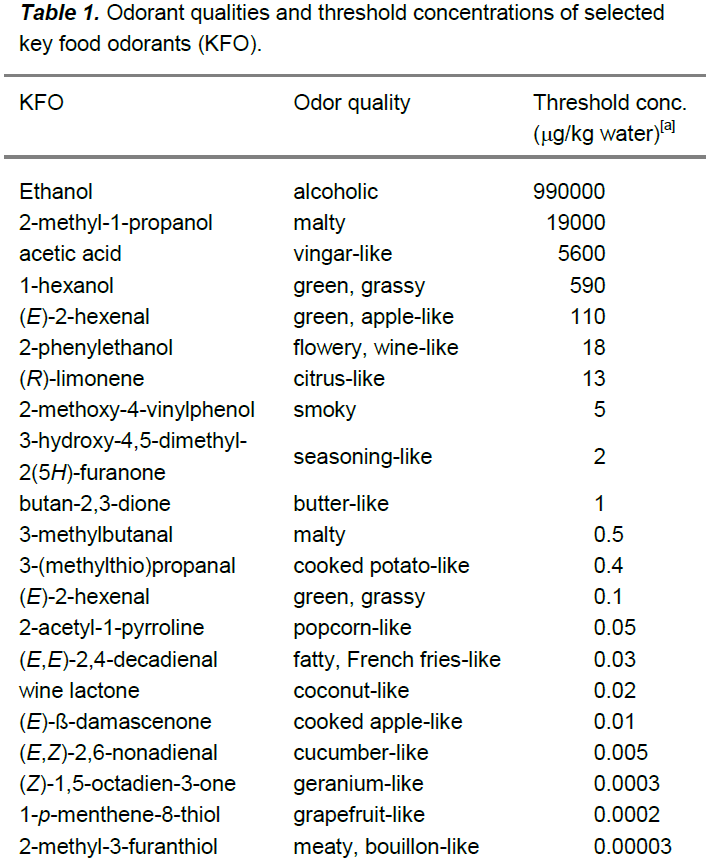 Table 1. Odorant qualities and threshold concentrations of selected
key food odorants (KFO).
KFO Odor quality Threshold conc.
(µg/kg water)[a]
Ethanol alcoholic 990000
2-methyl-1-propanol malty 19000
acetic acid vingar-like 5600
1-hexanol green, grassy 590
(E)-2-hexenal green, apple-like 110
2-phenylethanol flowery, wine-like 18
(R)-limonene citrus-like 13
2-methoxy-4-vinylphenol smoky 5
3-hydroxy-4,5-dimethyl-
2(5H)-furanone seasoning-like 2
butan-2,3-dione butter-like 1
3-methylbutanal malty 0.5
3-(methylthio)propanal cooked potato-like 0.4
(E)-2-hexenal green, grassy 0.1
2-acetyl-1-pyrroline popcorn-like 0.05
(E,E)-2,4-decadienal fatty, French fries-like 0.03
wine lactone coconut-like 0.02
(E)-ß-damascenone cooked apple-like 0.01
(E,Z)-2,6-nonadienal cucumber-like 0.005
(Z)-1,5-octadien-3-one geranium-like 0.0003
1-p-menthene-8-thiol grapefruit-like 0.0002
2-methyl-3-furanthiol meaty, bouillon-like 0.00003